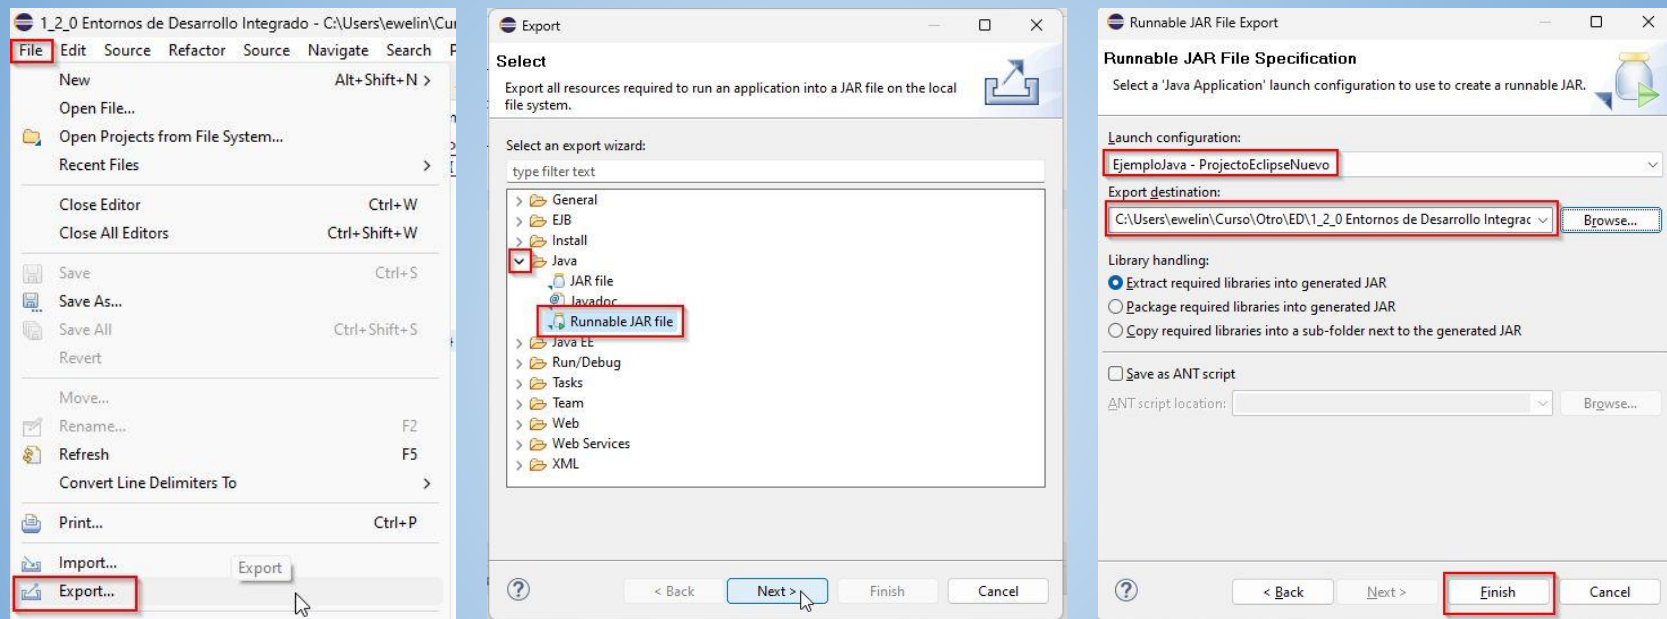 1_2_0 Entornos de Desarrollo Integrado - C:\Users\ewelin\Cu
File Edit Source Refactor Source Navigate Search
New Alt+Shift+N >
Open File...
Open Projects from File System...
Recent Files >
Close Editor Ctrl+W
Close All Editors Ctrl+Shift+W
Save Ctrl+S
Save As...
Save All Ctrl+Shift+S
Revert
Move...
Rename... F2
Refresh F5
Convert Line Delimiters To >
Print... Ctrl+P
Import...
Export
Export...
Export
Select
Export all resources required to run an application into a JAR file on the local
file system.
Select an export wizard:
type filter text
> General
> EJB
> Install
Java
JAR file
Javadoc
Runnable JAR file
> Java EE
> Run/Debug
> Tasks
> Team
> Web
> Web Services
> XML
? < Back Next > Finish Cancel
Runnable JAR File Export
Runnable JAR File Specification
Select a 'Java Application' launch configuration to use to create a runnable JAR.
Launch configuration:
EjemploJava - ProjectoEclipseNuevo
Export destination:
C:\Users\ewelin\Curso\Otro\ED\1_2_0 Entornos de Desarrollo Integrac Browse...
Library handling:
Extract required libraries into generated JAR
Package required libraries into generated JAR
Copy required libraries into a sub-folder next to the generated JAR
Save as ANT script
ANT script location: Browse...
? < Back Next > Finish Cancel